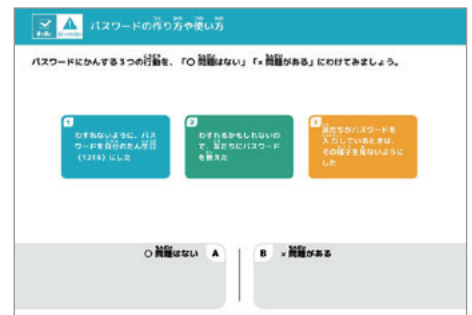 パスワードの作り方や使い方
パスワードにかんする３つの行動を、「○ 問題はない」「× 問題がある」にわけてみましょう。
1
わすれないように、パス
ワードを自分のたん生日
（1215）にした
2
わすれるかもしれないの
で、友だちにパスワード
を教えた
3
友だちがパスワードを
入力しているときは、
その様子を見ないように
した
○ 問題はない A
B × 問題がある